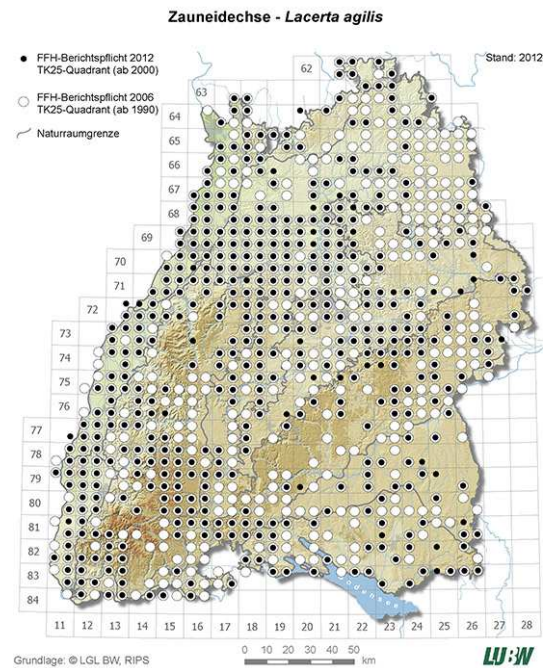 Zauneidechse - Lacerta agilis
FFH-Berichtspflicht 2012
TK25-Quadrant (ab 2000)
FFH-Berichtspflicht 2006
TK25-Quadrant (ab 1990)
Naturraumgrenze
Stand: 2012
62
63
64
65
66
67
68
69
70
71
72
73
74
75
76
77
78
79
80
81
82
83
84
11 12 13 14 15 16 17 18 19 20 21 22 23 24 25 26 27 28
Bodensee
0 10 20 30 40 50
km
Grundlage: © LGL BW, RIPS
LUBW